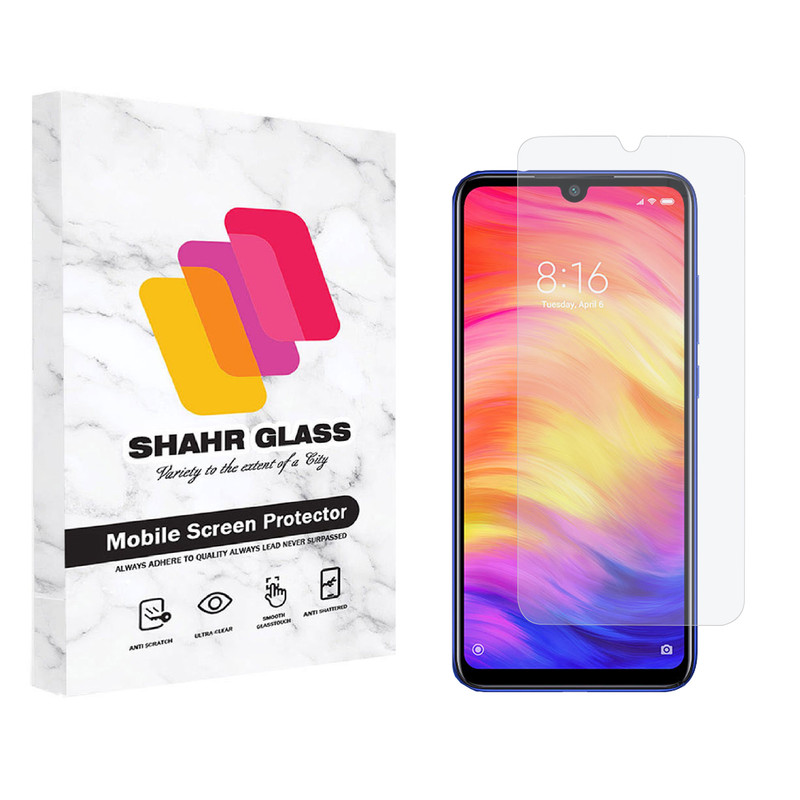 SHAHR GLASS
Variety to the extent of a City
Mobile Screen Protector
ALWAYS ADHERE TO QUALITY ALWAYS LEAD NEVER SURPASSED
ANTI SCRATCH
ULTRA CLEAR
SMOOTH
GLASSTOUCH
ANTI SHATTERED
8:16
Tuesday, April 6